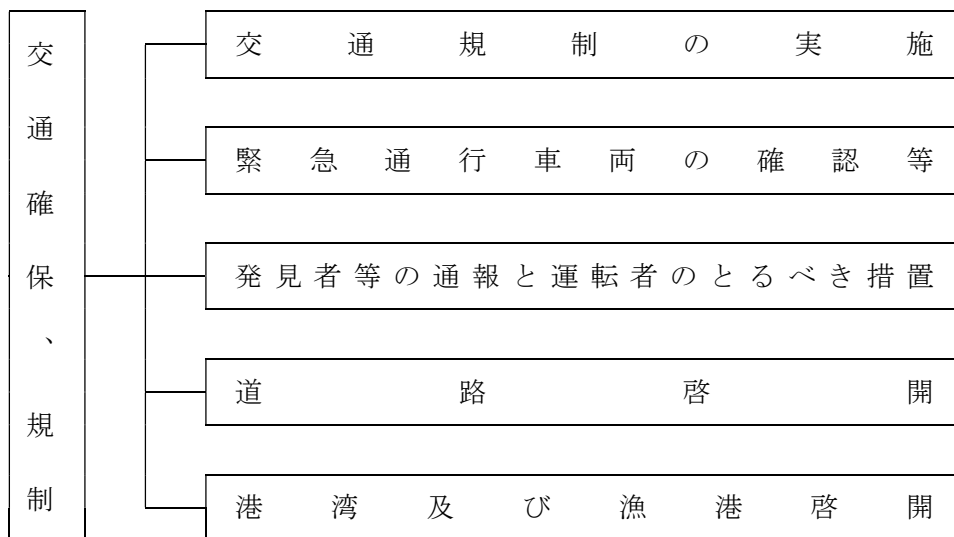 交通確保、規制
交通規制の実施
緊急通行車両の確認等
発見者等の通報と運転者のとるべき措置
道路啓開
港湾及び漁港啓開